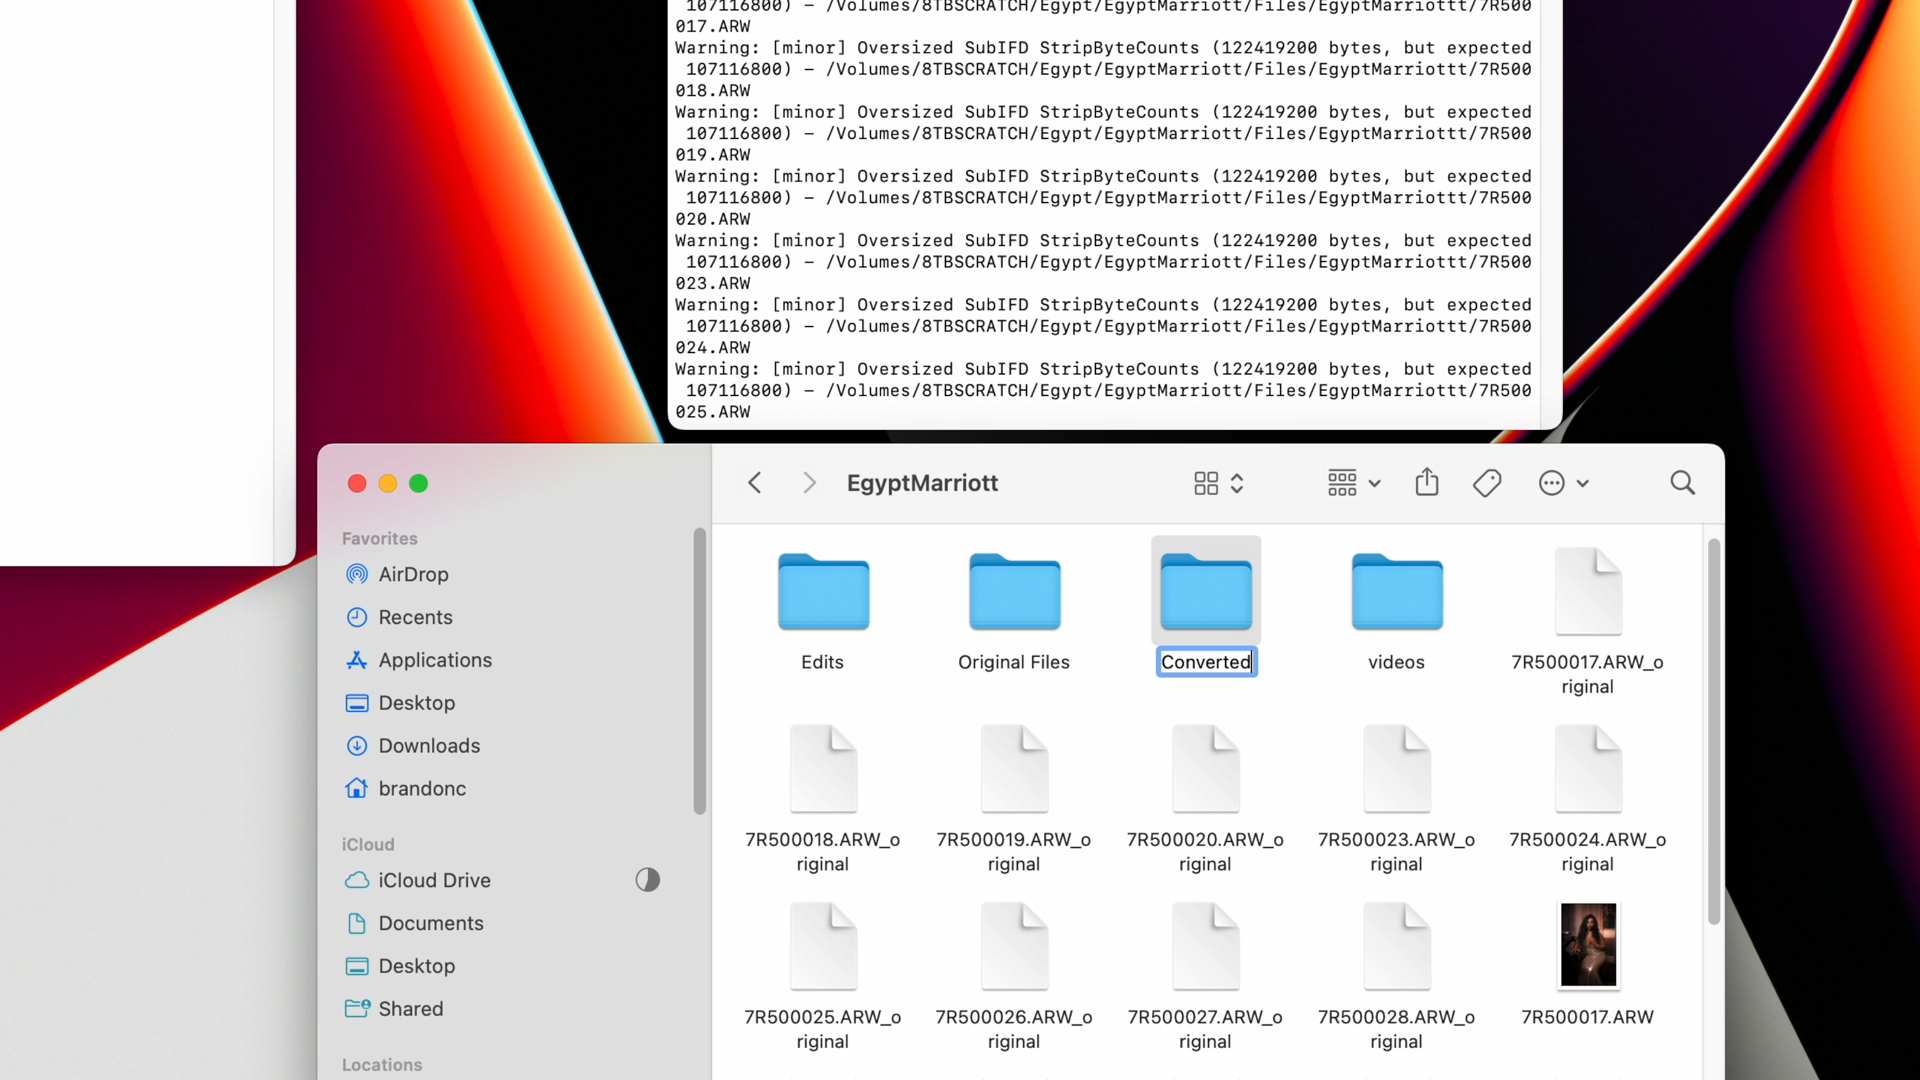 107116800) - /Volumes/8TBSCRATCH/Egypt/EgyptMarriott/Files/EgyptMarriottt/7R500
017.ARW
Warning: [minor] Oversized SubIFD StripByteCounts (122419200 bytes, but expected
107116800) - /Volumes/8TBSCRATCH/Egypt/EgyptMarriott/Files/EgyptMarriottt/7R500
018.ARW
Warning: [minor] Oversized SubIFD StripByteCounts (122419200 bytes, but expected
107116800) - /Volumes/8TBSCRATCH/Egypt/EgyptMarriott/Files/EgyptMarriottt/7R500
019.ARW
Warning: [minor] Oversized SubIFD StripByteCounts (122419200 bytes, but expected
107116800) - /Volumes/8TBSCRATCH/Egypt/EgyptMarriott/Files/EgyptMarriottt/7R500
020.ARW
Warning: [minor] Oversized SubIFD StripByteCounts (122419200 bytes, but expected
107116800) - /Volumes/8TBSCRATCH/Egypt/EgyptMarriott/Files/EgyptMarriottt/7R500
023.ARW
Warning: [minor] Oversized SubIFD StripByteCounts (122419200 bytes, but expected
107116800) - /Volumes/8TBSCRATCH/Egypt/EgyptMarriott/Files/EgyptMarriottt/7R500
024.ARW
Warning: [minor] Oversized SubIFD StripByteCounts (122419200 bytes, but expected
107116800) - /Volumes/8TBSCRATCH/Egypt/EgyptMarriott/Files/EgyptMarriottt/7R500
025.ARW
EgyptMarriott
Favorites
AirDrop
Recents
Applications
Desktop
Downloads
brandonc
iCloud
iCloud Drive
Documents
Desktop
Shared
Locations
Edits
Original Files
Converted
videos
7R500017.ARW_o
riginal
7R500018.ARW_o
riginal
7R500019.ARW_o
riginal
7R500020.ARW_o
riginal
7R500023.ARW_o
riginal
7R500024.ARW_o
riginal
7R500025.ARW_o
riginal
7R500026.ARW_o
riginal
7R500027.ARW_o
riginal
7R500028.ARW_o
riginal
7R500017.ARW